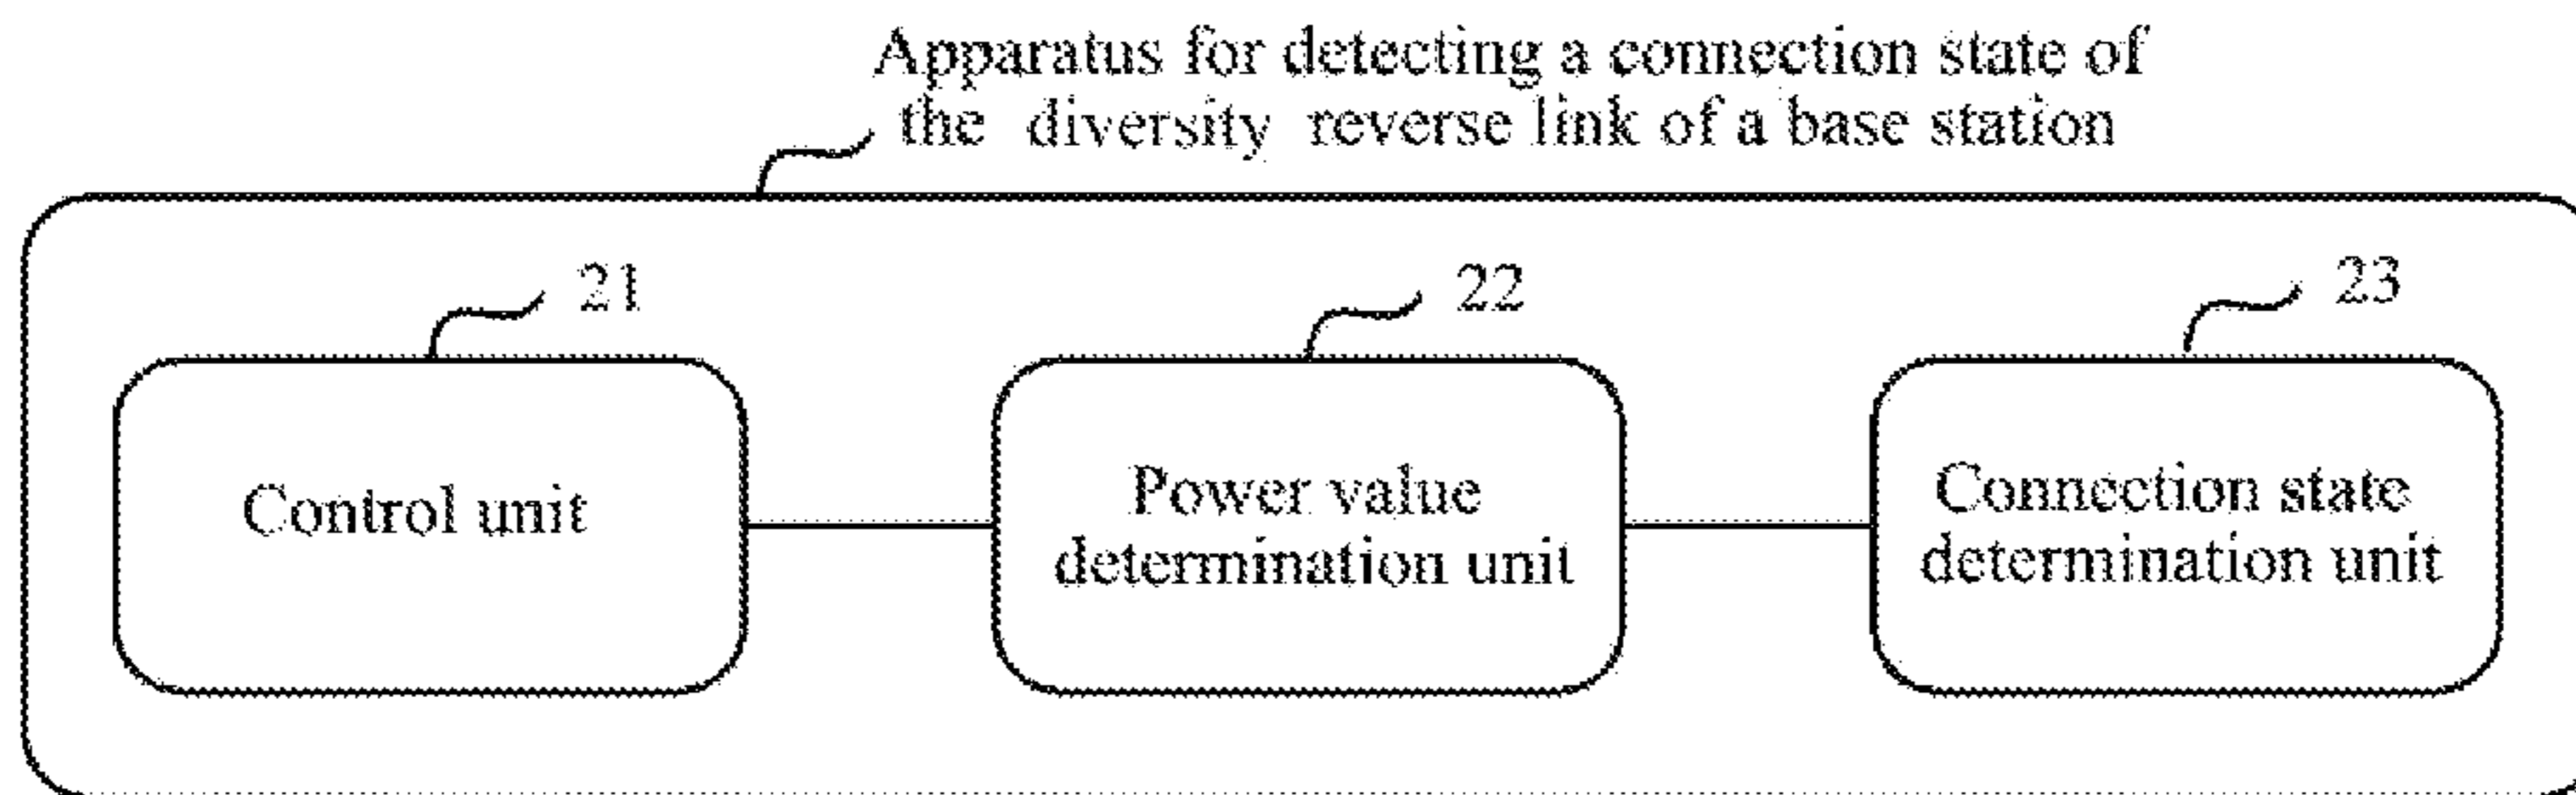 Apparatus for detecting a connection state of
the diversity reverse link of a base station
21
22
23
Control unit
Power value
determination unit
Connection state
determination unit